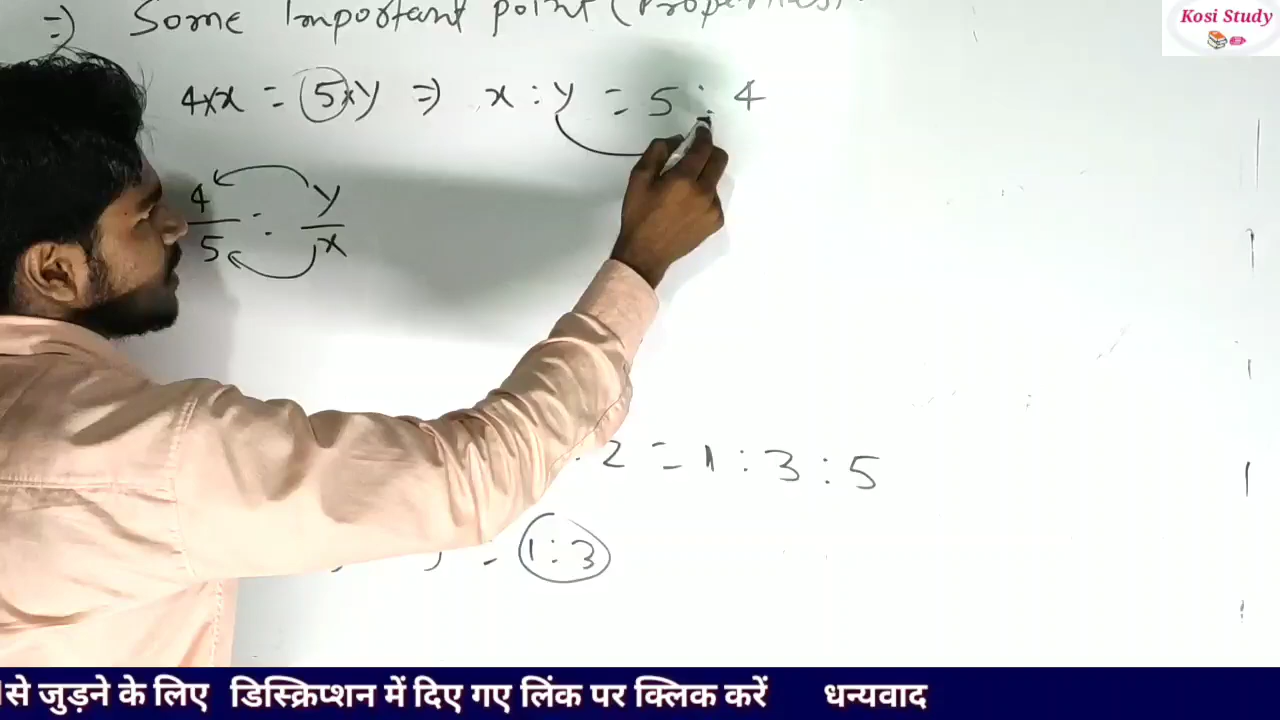 Kosi Study
=) Some Important point (Properties).
4×x = 5×y => x : y = 5 : 4
4/5 = y/x
2 = 1 : 3 : 5
= 1 : 3
से जुड़ने के लिए डिस्क्रिप्शन में दिए गए लिंक पर क्लिक करें धन्यवाद